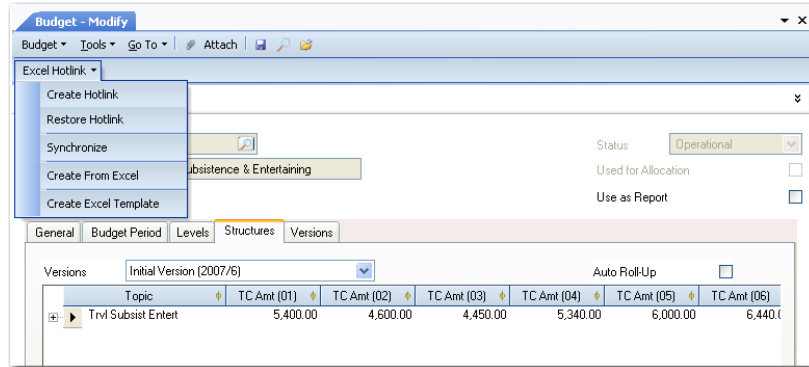 Budget - Modify
Budget Tools Go To Attach
Excel Hotlink
Create Hotlink
Restore Hotlink
Synchronize
Create From Excel
Create Excel Template
Subsistence & Entertaining
Status Operational
Used for Allocation
Use as Report
General Budget Period Levels Structures Versions
Versions Initial Version (2007/6) Auto Roll-Up
Topic TC Amt (01) TC Amt (02) TC Amt (03) TC Amt (04) TC Amt (05) TC Amt (06)
Trvl Subsist Entert 5,400.00 4,600.00 4,450.00 5,340.00 6,000.00 6,440.0